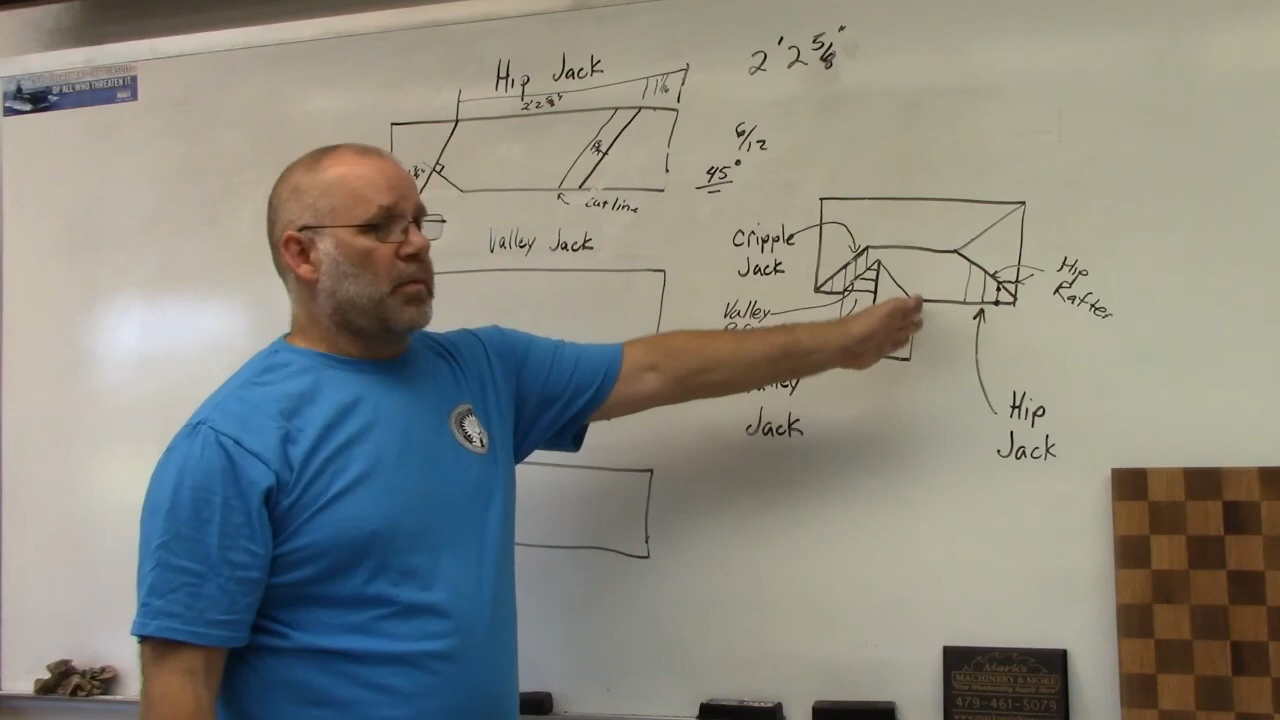 OF ALL WHO THREATEN IT.
Hip Jack
2' 2 5/8"
2' 2 5/8"
1 1/16
6/12
45°
cut line
Valley Jack
Cripple
Jack
Hip
Rafter
Valley
Jack
Hip
Jack
Mark's
MACHINERY & MORE
479-461-5079